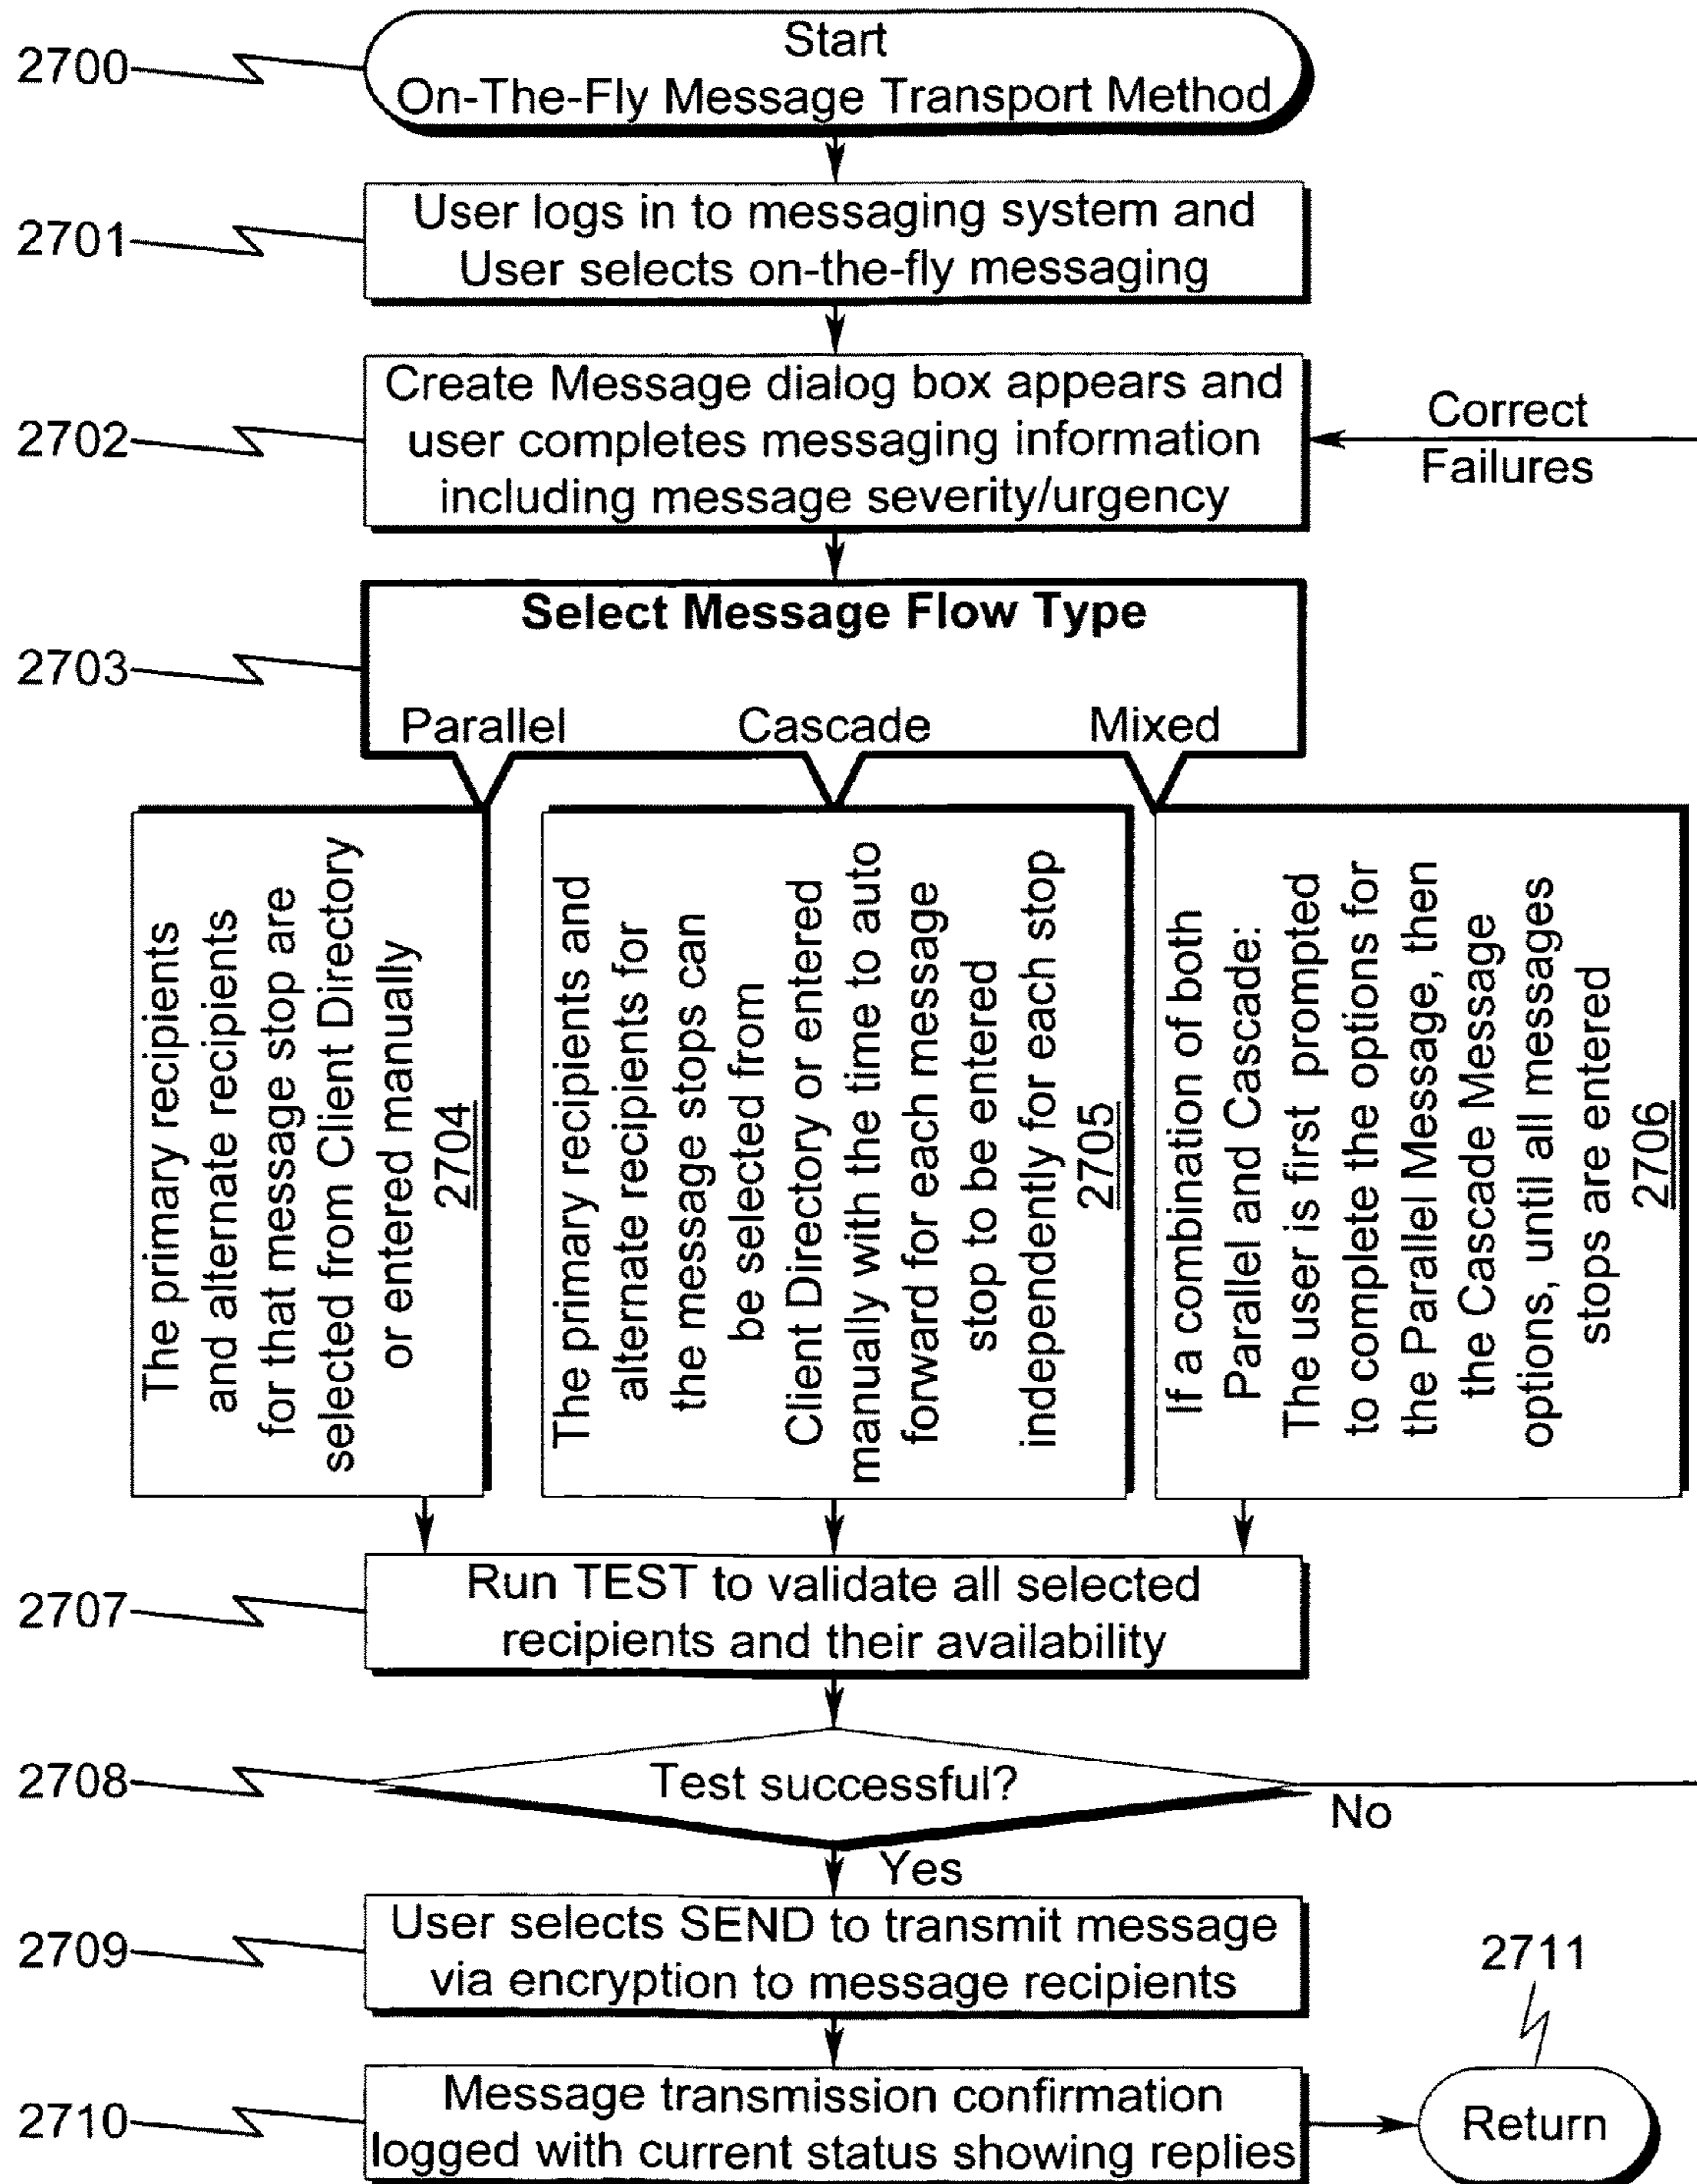 2700
Start
On-The-Fly Message Transport Method
2701
User logs in to messaging system and
User selects on-the-fly messaging
2702
Create Message dialog box appears and
user completes messaging information
including message severity/urgency
Correct
Failures
2703
Select Message Flow Type
Parallel
Cascade
Mixed
The primary recipients
and alternate recipients
for that message stop are
selected from Client Directory
or entered manually
2704
The primary recipients and
alternate recipients for
the message stops can
be selected from
Client Directory or entered
manually with the time to auto
forward for each message
stop to be entered
independently for each stop
2705
If a combination of both
Parallel and Cascade:
The user is first prompted
to complete the options for
the Parallel Message, then
the Cascade Message
options, until all messages
stops are entered
2706
2707
Run TEST to validate all selected
recipients and their availability
2708
Test successful?
No
Yes
2709
User selects SEND to transmit message
via encryption to message recipients
2711
2710
Message transmission confirmation
logged with current status showing replies
Return